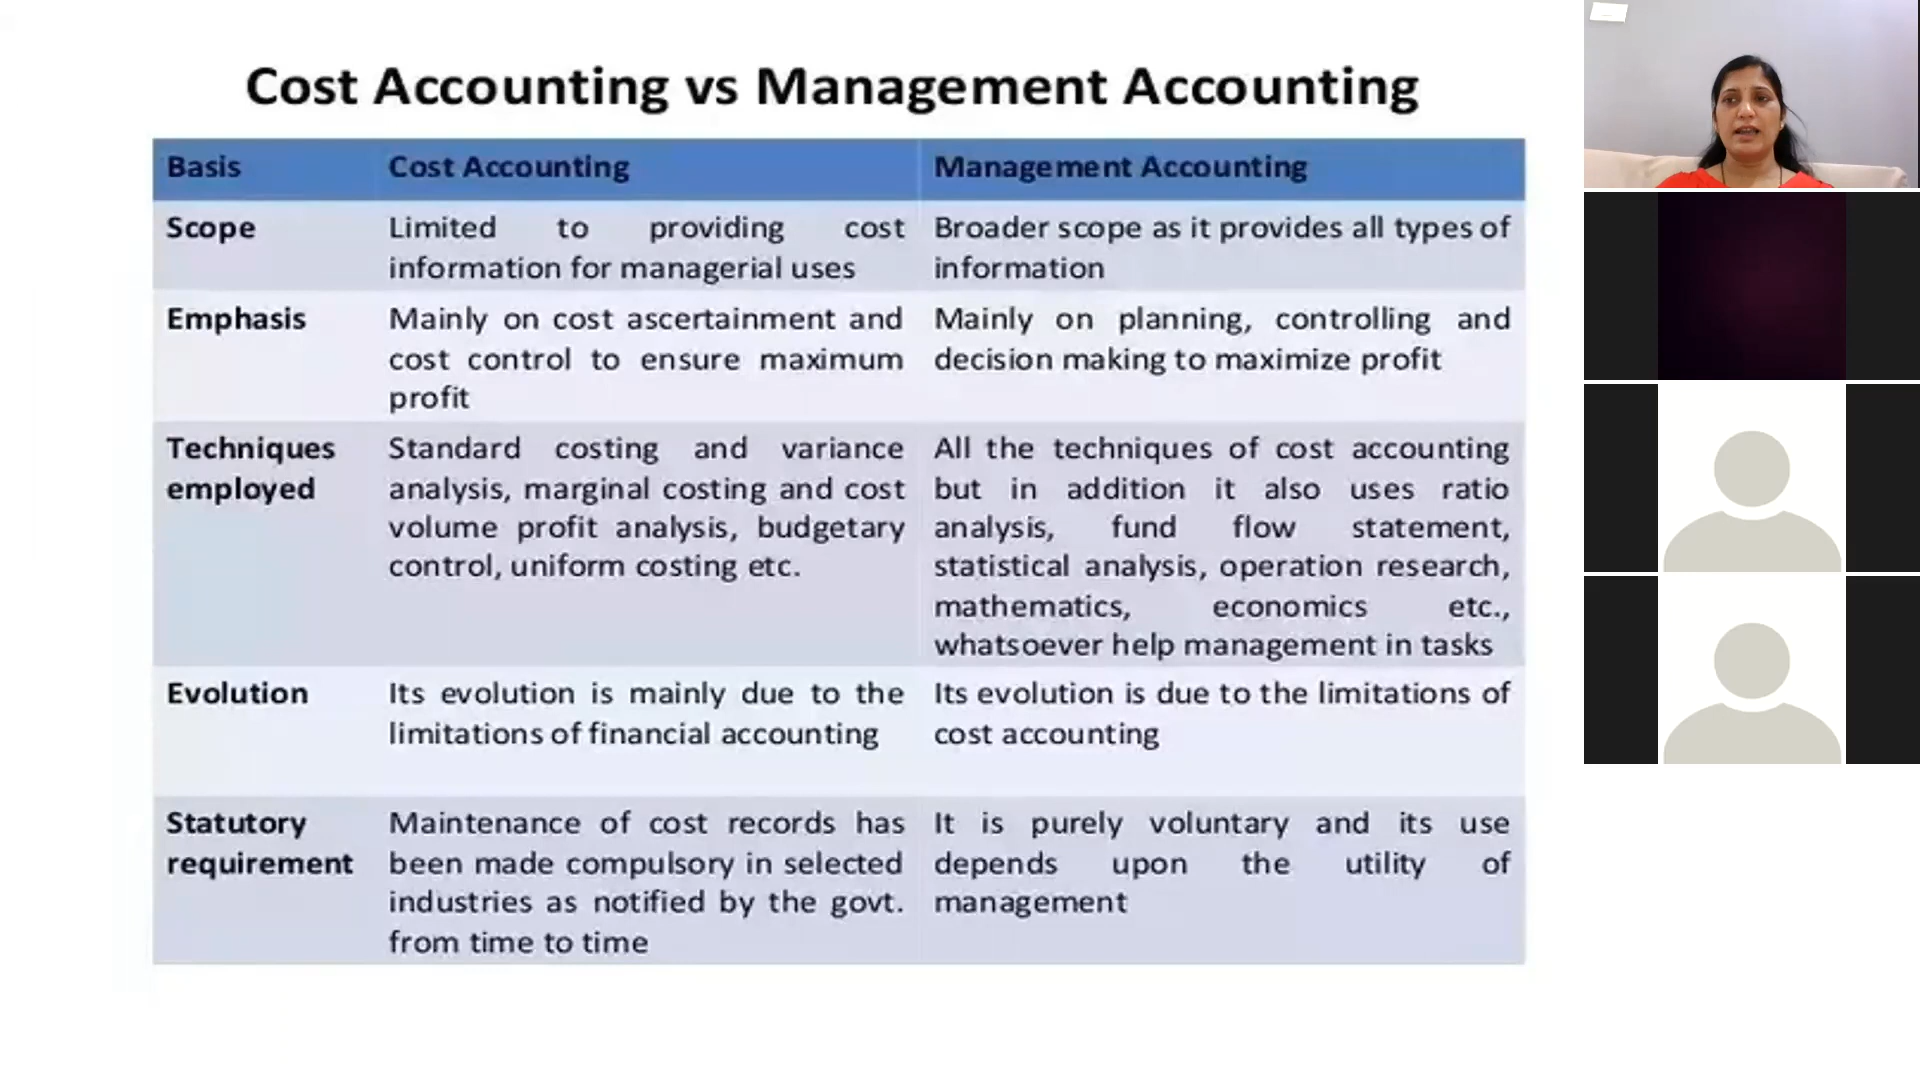 Cost Accounting vs Management Accounting
Basis
Cost Accounting
Management Accounting
Scope
Limited to providing cost
information for managerial uses
Broader scope as it provides all types of
information
Emphasis
Mainly on cost ascertainment and
cost control to ensure maximum
profit
Mainly on planning, controlling and
decision making to maximize profit
Techniques
employed
Standard costing and variance
analysis, marginal costing and cost
volume profit analysis, budgetary
control, uniform costing etc.
All the techniques of cost accounting
but in addition it also uses ratio
analysis, fund flow statement,
statistical analysis, operation research,
mathematics, economics etc.,
whatsoever help management in tasks
Evolution
Its evolution is mainly due to the
limitations of financial accounting
Its evolution is due to the limitations of
cost accounting
Statutory
requirement
Maintenance of cost records has
been made compulsory in selected
industries as notified by the govt.
from time to time
It is purely voluntary and its use
depends upon the utility of
management